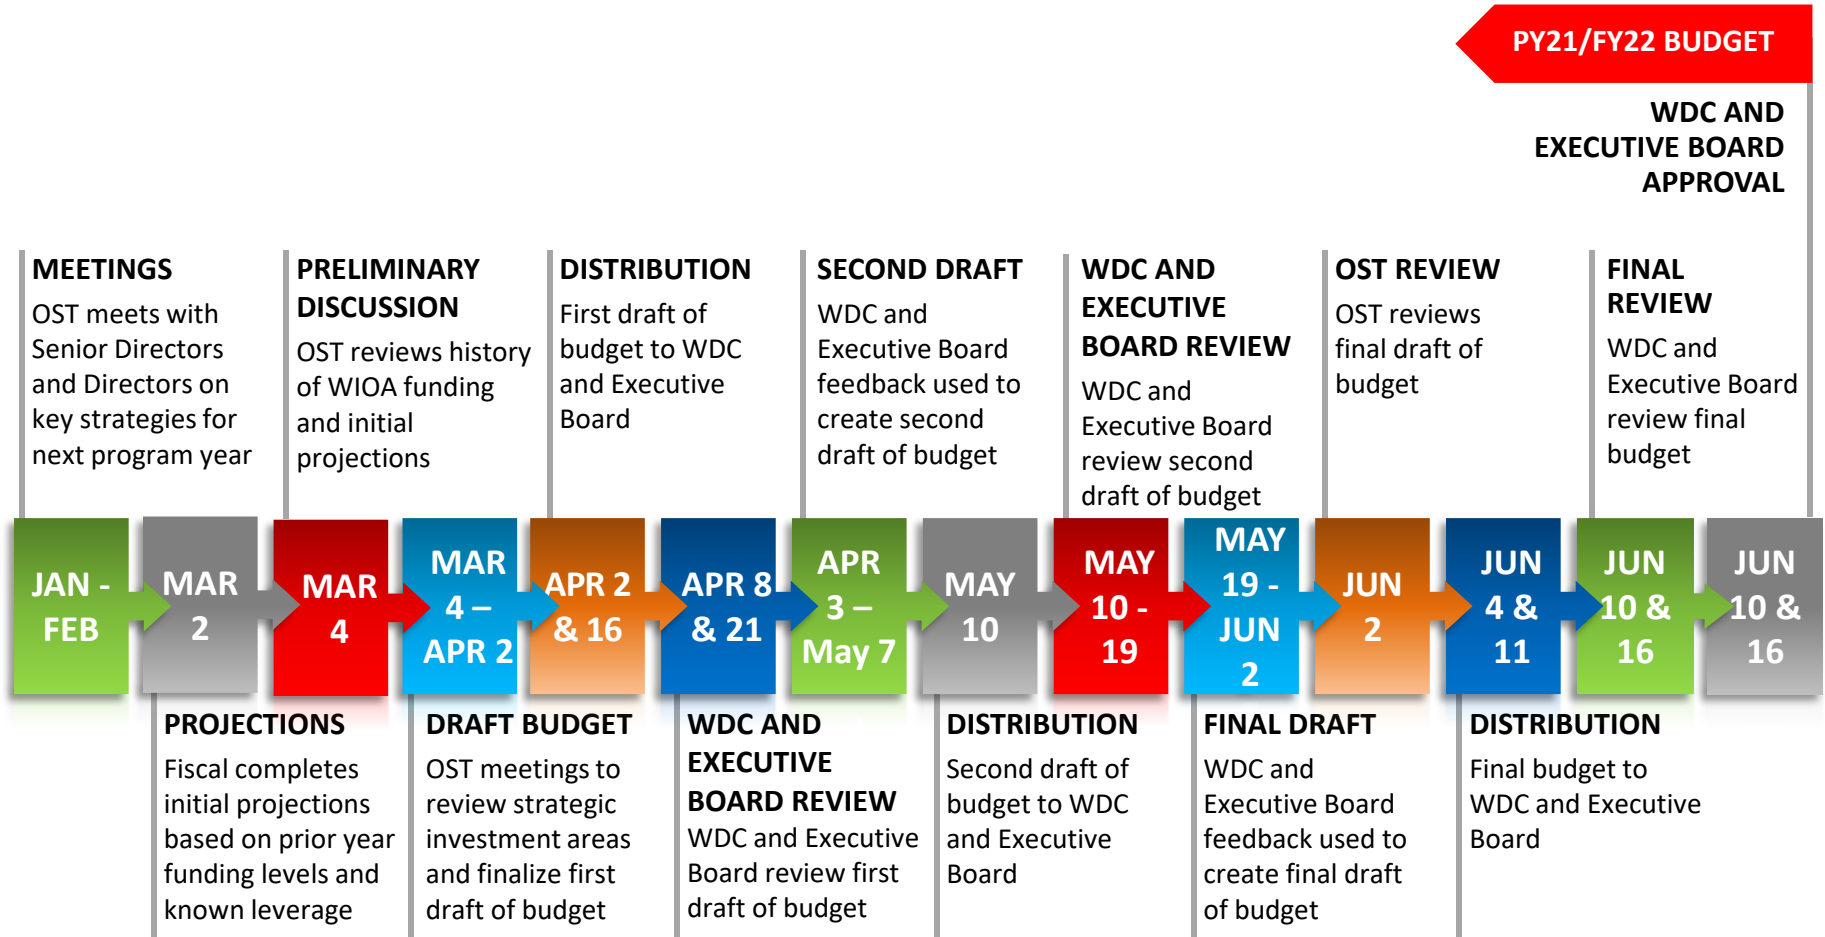 PY21/FY22 BUDGET
WDC AND
EXECUTIVE BOARD
APPROVAL
MEETINGS
OST meets with
Senior Directors
and Directors on
key strategies for
next program year
PRELIMINARY
DISCUSSION
OST reviews history
of WIOA funding
and initial
projections
DISTRIBUTION
First draft of
budget to WDC
and Executive
Board
SECOND DRAFT
WDC and
Executive Board
feedback used to
create second
draft of budget
WDC AND
EXECUTIVE
BOARD REVIEW
WDC and
Executive Board
review second
draft of budget
OST REVIEW
OST reviews
final draft of
budget
FINAL
REVIEW
WDC and
Executive Board
review final
budget
JAN -
FEB
MAR
2
MAR
4
MAR
4 –
APR 2
APR 2
& 16
APR 8
& 21
APR
3 –
May 7
MAY
10
MAY
10 -
19
MAY
19 -
JUN
2
JUN
2
JUN
4 &
11
JUN
10 &
16
JUN
10 &
16
PROJECTIONS
Fiscal completes
initial projections
based on prior year
funding levels and
known leverage
DRAFT BUDGET
OST meetings to
review strategic
investment areas
and finalize first
draft of budget
WDC AND
EXECUTIVE
BOARD REVIEW
WDC and Executive
Board review first
draft of budget
DISTRIBUTION
Second draft of
budget to WDC
and Executive
Board
FINAL DRAFT
WDC and
Executive Board
feedback used to
create final draft
of budget
DISTRIBUTION
Final budget to
WDC and Executive
Board